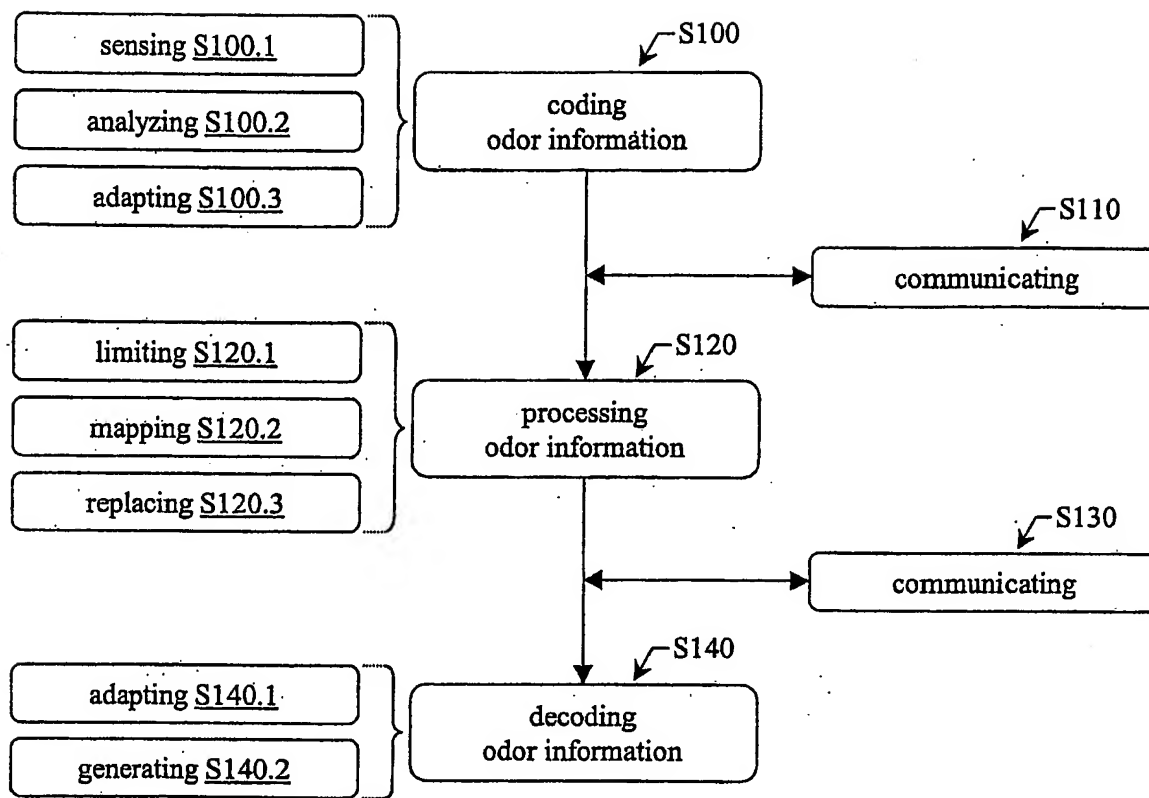 sensing S100.1
analyzing S100.2
adapting S100.3
S100
coding
odor information
S110
communicating
limiting S120.1
mapping S120.2
replacing S120.3
S120
processing
odor information
S130
communicating
adapting S140.1
generating S140.2
S140
decoding
odor information